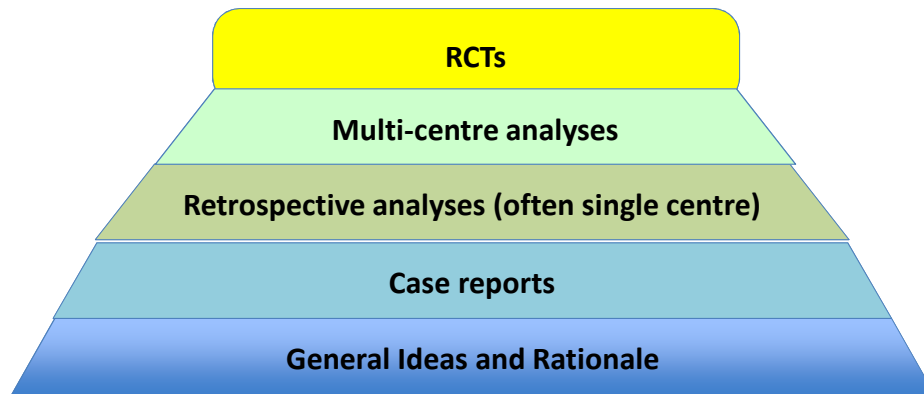 RCTs
Multi-centre analyses
Retrospective analyses (often single centre)
Case reports
General Ideas and Rationale